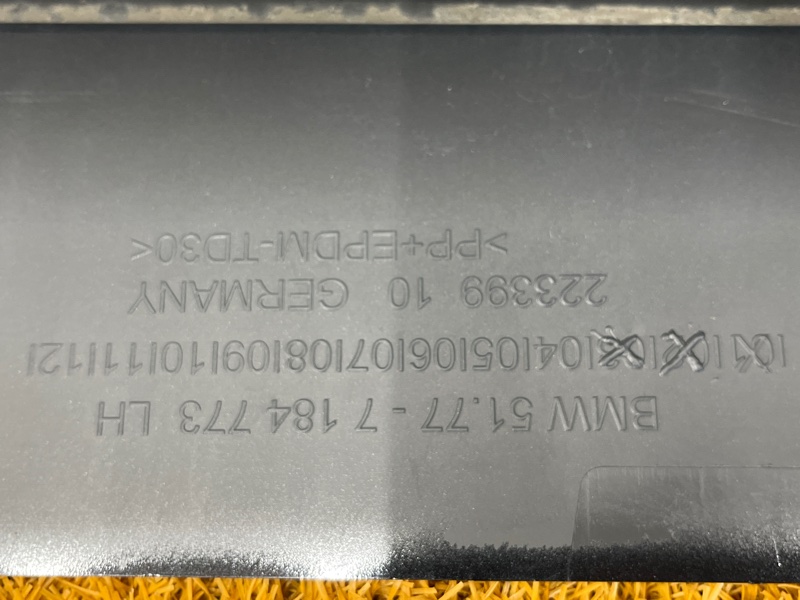 BMW 51.77 - 7 184 773 LH
|04|05|06|07|08|09|10|11|12|
223399 10 GERMANY
>PP+EPDM-TD30<